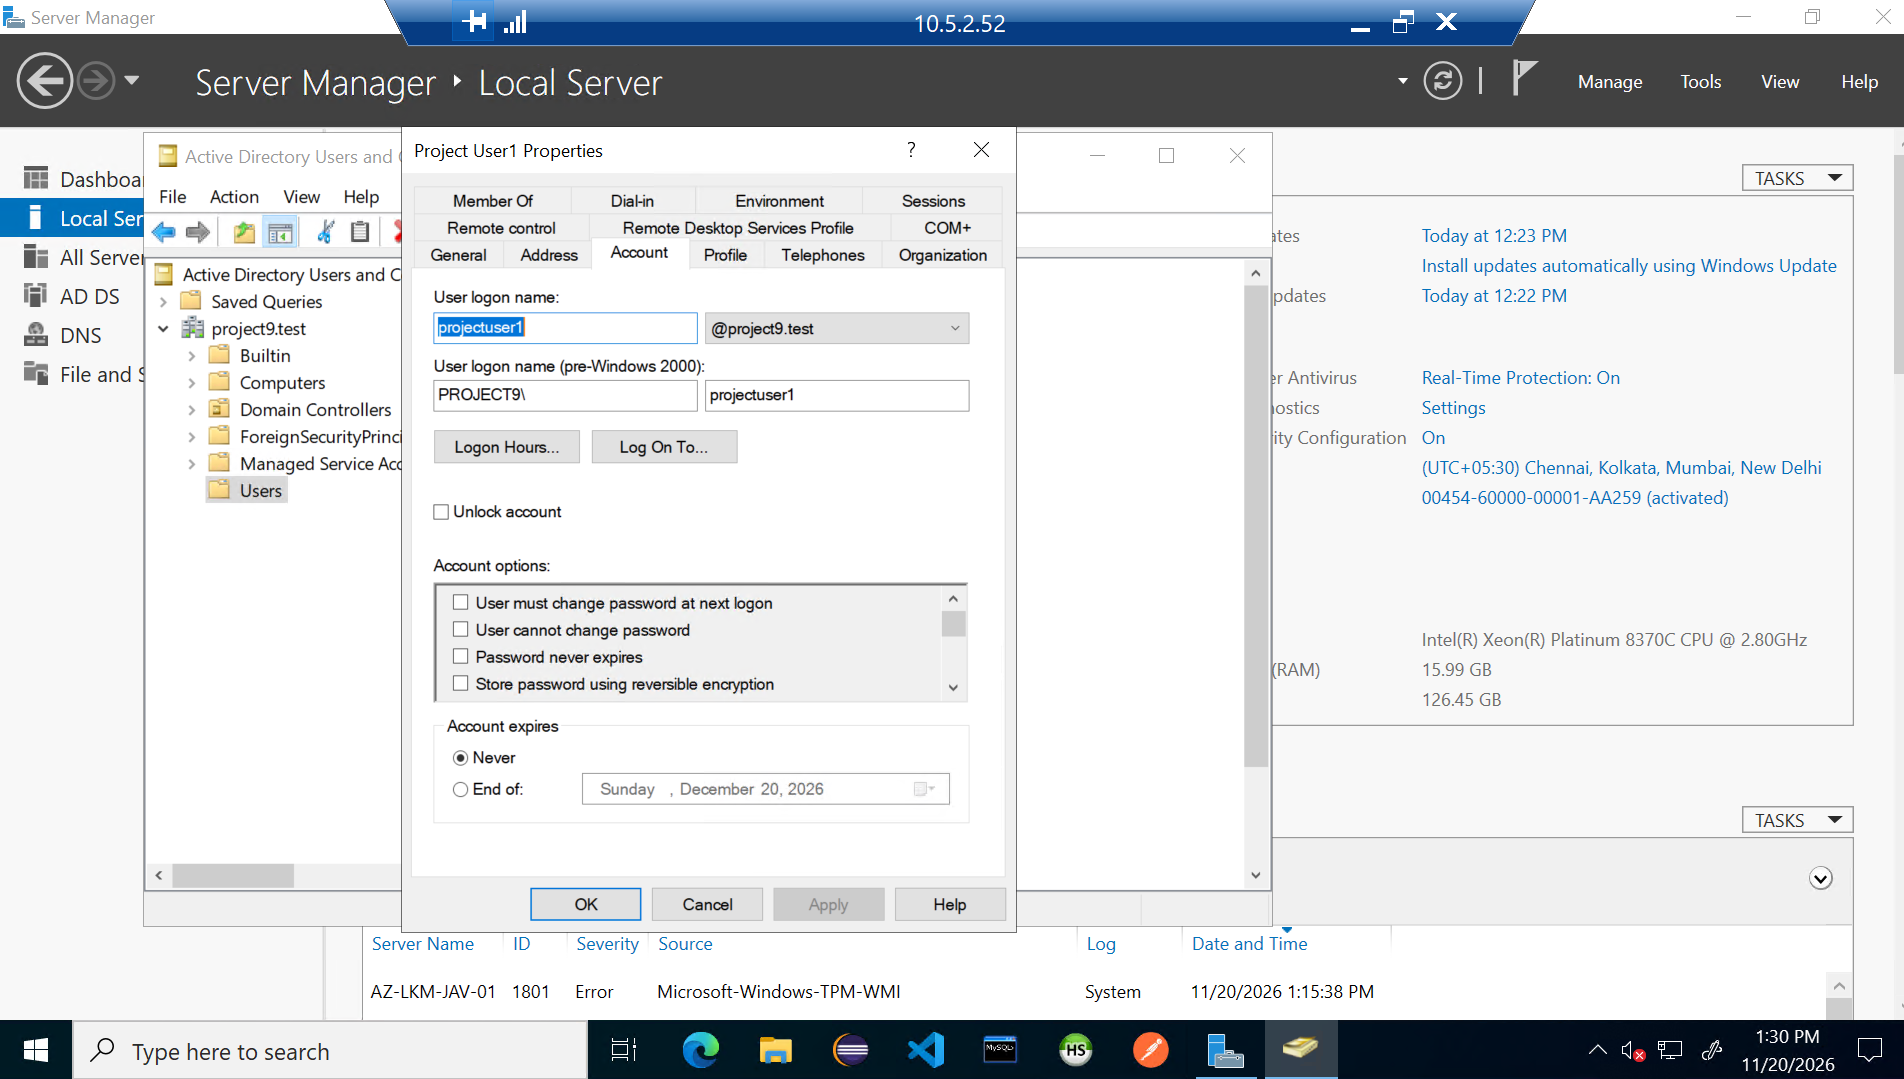 Server Manager
10.5.2.52
Server Manager
Local Server
Manage
Tools
View
Help
Dashboa
Local Ser
All Server
AD DS
DNS
File and S
Active Directory Users and C
File
Action
View
Help
Active Directory Users and C
Saved Queries
project9.test
Builtin
Computers
Domain Controllers
ForeignSecurityPrinci
Managed Service Acc
Users
Project User1 Properties
?
Member Of
Dial-in
Environment
Sessions
Remote control
Remote Desktop Services Profile
COM+
General
Address
Account
Profile
Telephones
Organization
User logon name:
projectuser1
@project9.test
User logon name (pre-Windows 2000):
PROJECT9\
projectuser1
Logon Hours...
Log On To...
Unlock account
Account options:
User must change password at next logon
User cannot change password
Password never expires
Store password using reversible encryption
Account expires
Never
End of:
Sunday , December 20, 2026
OK
Cancel
Apply
Help
TASKS
ates
Today at 12:23 PM
Install updates automatically using Windows Update
pdates
Today at 12:22 PM
er Antivirus
Real-Time Protection: On
nostics
Settings
ity Configuration
On
(UTC+05:30) Chennai, Kolkata, Mumbai, New Delhi
00454-60000-00001-AA259 (activated)
Intel(R) Xeon(R) Platinum 8370C CPU @ 2.80GHz
(RAM)
15.99 GB
126.45 GB
TASKS
Server Name
ID
Severity
Source
Log
Date and Time
AZ-LKM-JAV-01
1801
Error
Microsoft-Windows-TPM-WMI
System
11/20/2026 1:15:38 PM
Type here to search
MySQL
HS
1:30 PM
11/20/2026